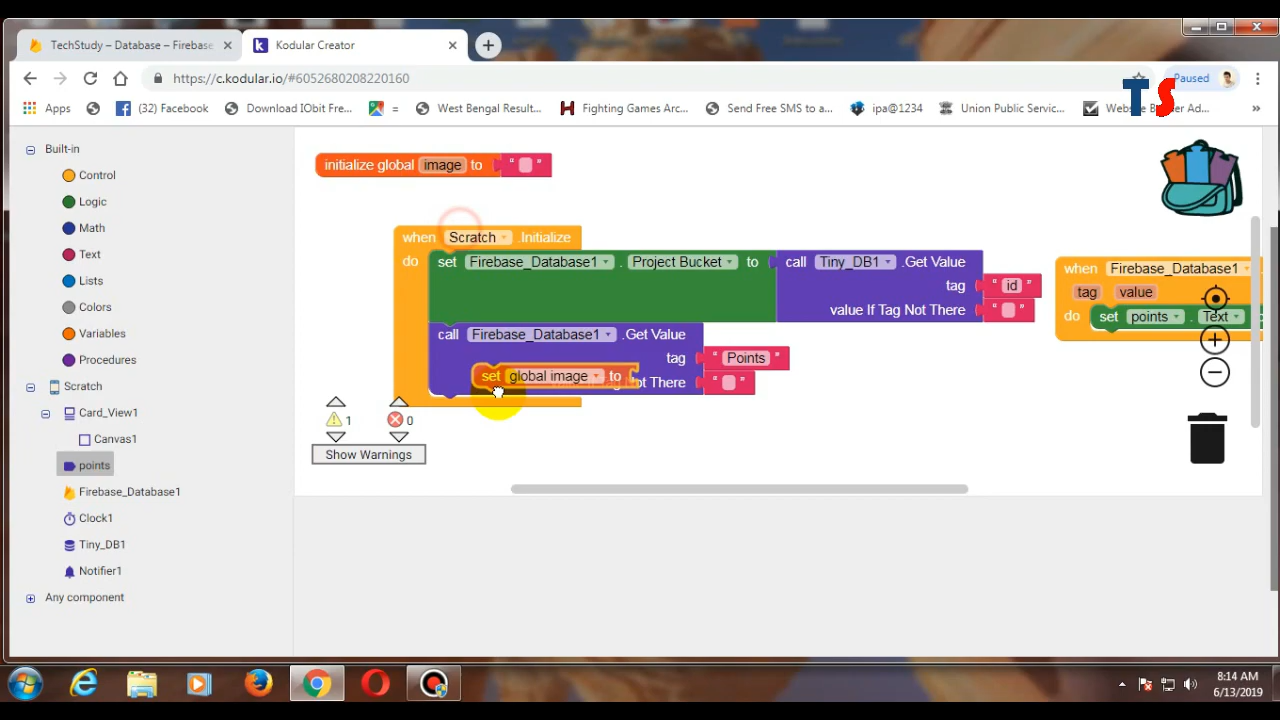 TechStudy – Database – Firebase
Kodular Creator
https://c.kodular.io/#6052680208220160
Paused
TS
Apps
(32) Facebook
Download IObit Fre...
=
West Bengal Result...
Fighting Games Arc...
Send Free SMS to a...
ipa@1234
Union Public Servic...
Ad...
»
Built-in
Control
Logic
Math
Text
Lists
Colors
Variables
Procedures
Scratch
Card_View1
Canvas1
points
Firebase_Database1
Clock1
Tiny_DB1
Notifier1
Any component
initialize global image to " "
when Scratch .Initialize
do set Firebase_Database1 . Project Bucket to call Tiny_DB1 .Get Value
tag " id "
value If Tag Not There " "
call Firebase_Database1 .Get Value
tag " Points "
set global image to
Not There " "
when Firebase_Database1
tag value
do set points . Text
1
0
Show Warnings
8:14 AM
6/13/2019